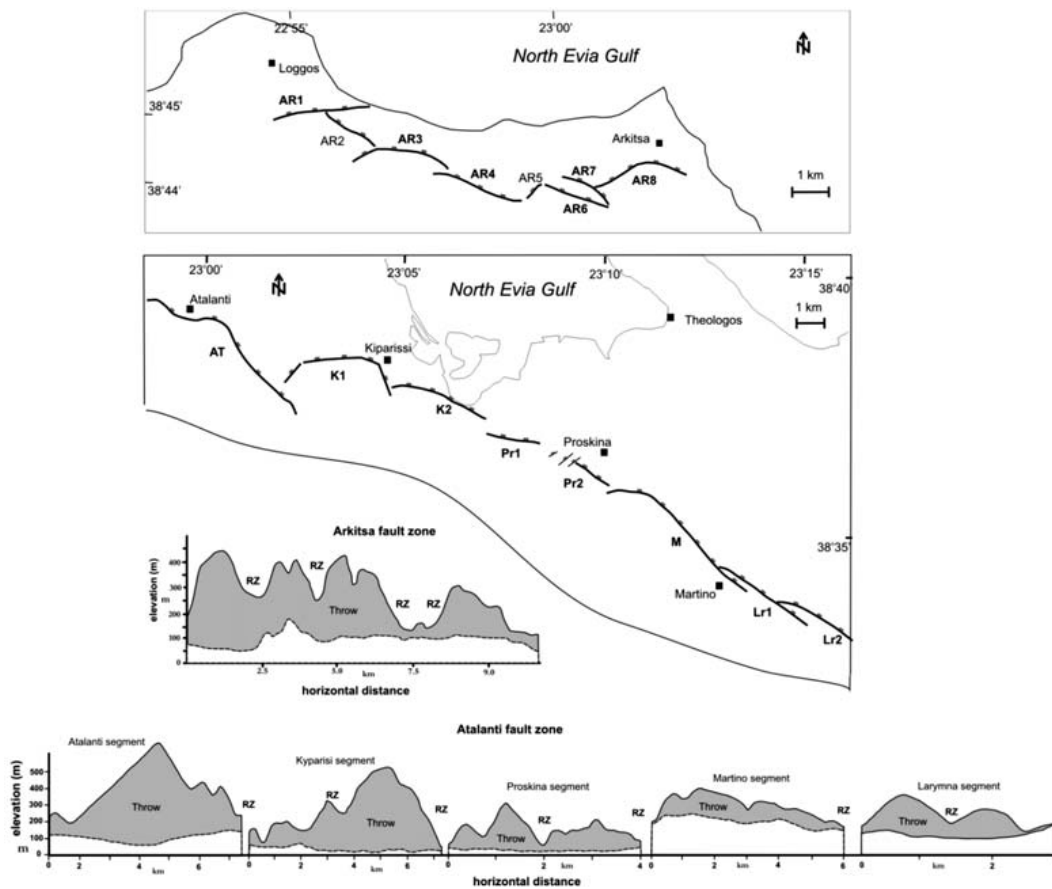 22°55' 23°00'
North Evia Gulf
N
Loggos
38°45'
AR1
AR2
AR3
Arkitsa
AR4
AR5
AR7
AR8
AR6
38°44'
1 km
23°00' 23°05' 23°10' 23°15'
38°40'
N
North Evia Gulf
1 km
Atalanti
Theologos
AT
Kiparissi
K1
K2
Pr1
Proskina
Pr2
38°35'
M
Martino
Lr1
Lr2
Arkitsa fault zone
elevation (m)
m
400
300
200
100
0
RZ RZ RZ RZ
Throw
2.5 5.0 7.5 9.0
km
horizontal distance
Atalanti fault zone
Atalanti segment
Kyparisi segment
Proskina segment
Martino segment
Larymna segment
elevation (m)
m
500
400
300
200
100
0
RZ RZ RZ RZ RZ RZ RZ
Throw Throw Throw Throw Throw
0 2 4 6
km
0 2 4 6 8
km
0 2 4
0 2 4 6
km
0 2
km
horizontal distance